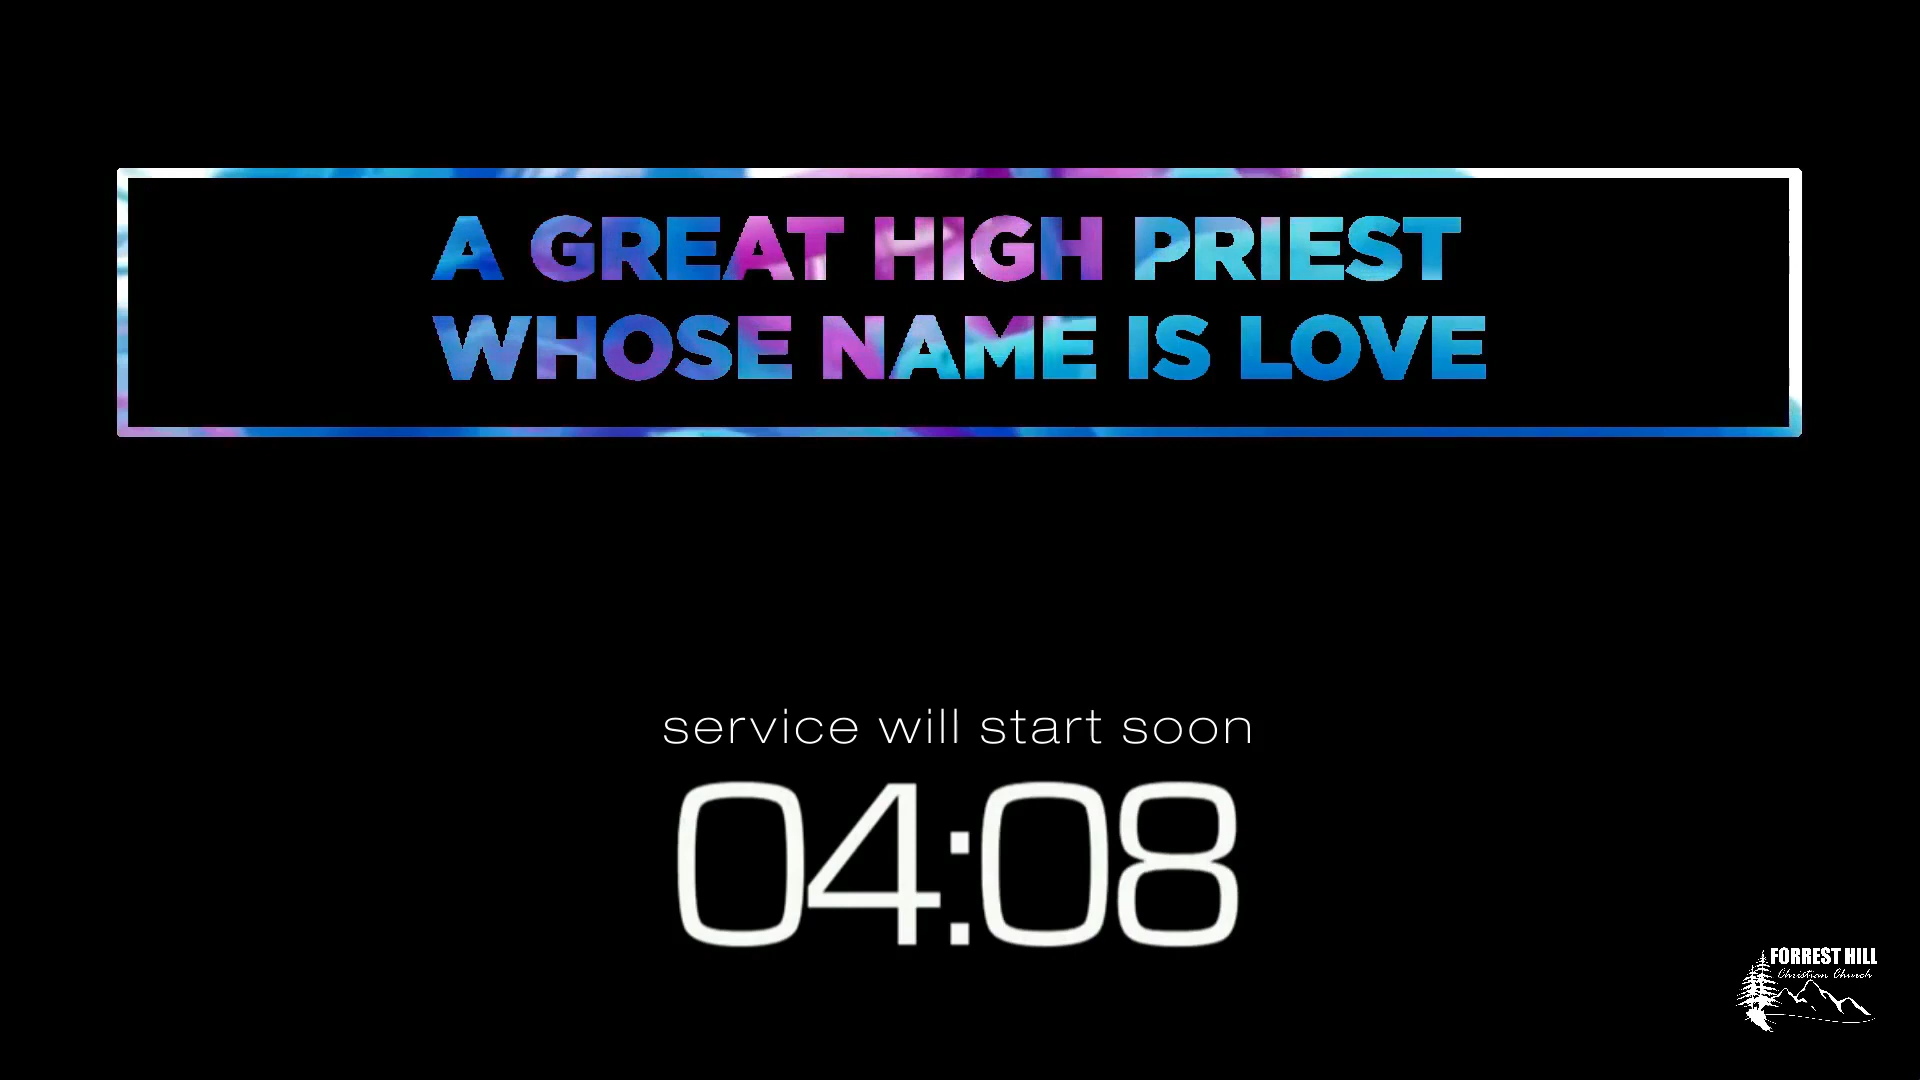 A GREAT HIGH PRIEST
WHOSE NAME IS LOVE
service will start soon
04:08
FORREST HILL
Christian Church